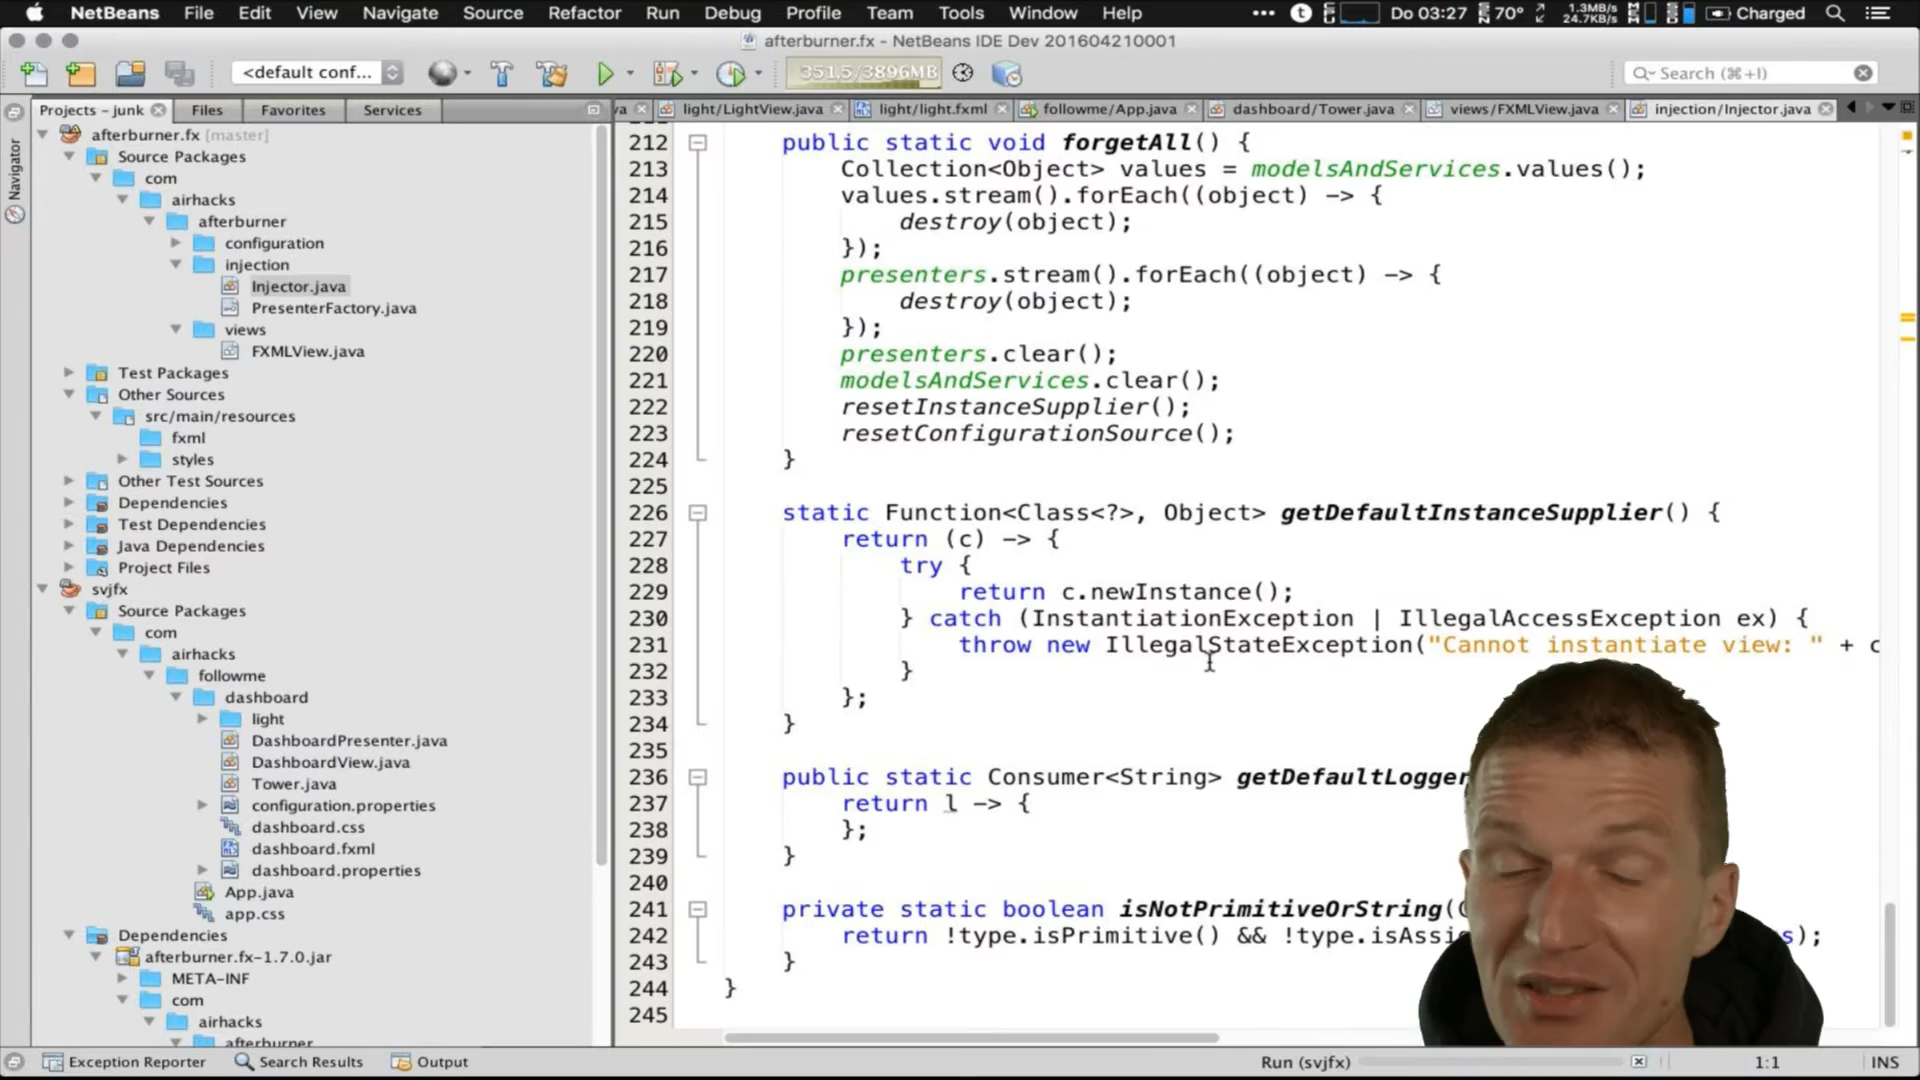 NetBeans File Edit View Navigate Source Refactor Run Debug Profile Team Tools Window Help ••• Do 03:27 70° 1.3MB/s 24.7KB/s Charged
afterburner.fx - NetBeans IDE Dev 201604210001
<default conf... 351.5/3896MB Search (⌘+I)
Projects - junk Files Favorites Services
va light/LightView.java light/light.fxml followme/App.java dashboard/Tower.java views/FXMLView.java injection/Injector.java
Navigator
afterburner.fx [master]
Source Packages
com
airhacks
afterburner
configuration
injection
Injector.java
PresenterFactory.java
views
FXMLView.java
Test Packages
Other Sources
src/main/resources
fxml
styles
Other Test Sources
Dependencies
Test Dependencies
Java Dependencies
Project Files
svjfx
Source Packages
com
airhacks
followme
dashboard
light
DashboardPresenter.java
DashboardView.java
Tower.java
configuration.properties
dashboard.css
dashboard.fxml
dashboard.properties
App.java
app.css
Dependencies
afterburner.fx-1.7.0.jar
META-INF
com
airhacks
afterburner
212 public static void forgetAll() {
213 Collection<Object> values = modelsAndServices.values();
214 values.stream().forEach((object) -> {
215 destroy(object);
216 });
217 presenters.stream().forEach((object) -> {
218 destroy(object);
219 });
220 presenters.clear();
221 modelsAndServices.clear();
222 resetInstanceSupplier();
223 resetConfigurationSource();
224 }
225
226 static Function<Class<?>, Object> getDefaultInstanceSupplier() {
227 return (c) -> {
228 try {
229 return c.newInstance();
230 } catch (InstantiationException | IllegalAccessException ex) {
231 throw new IllegalStateException("Cannot instantiate view: " + c
232 }
233 };
234 }
235
236 public static Consumer<String> getDefaultLogger
237 return l -> {
238 };
239 }
240
241 private static boolean isNotPrimitiveOrString(
242 return !type.isPrimitive() && !type.isAssi s);
243 }
244 }
245
Exception Reporter Search Results Output Run (svjfx) 1:1 INS